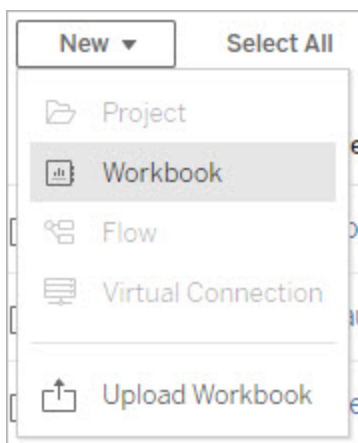 New
Select All
Project
Workbook
Flow
Virtual Connection
Upload Workbook